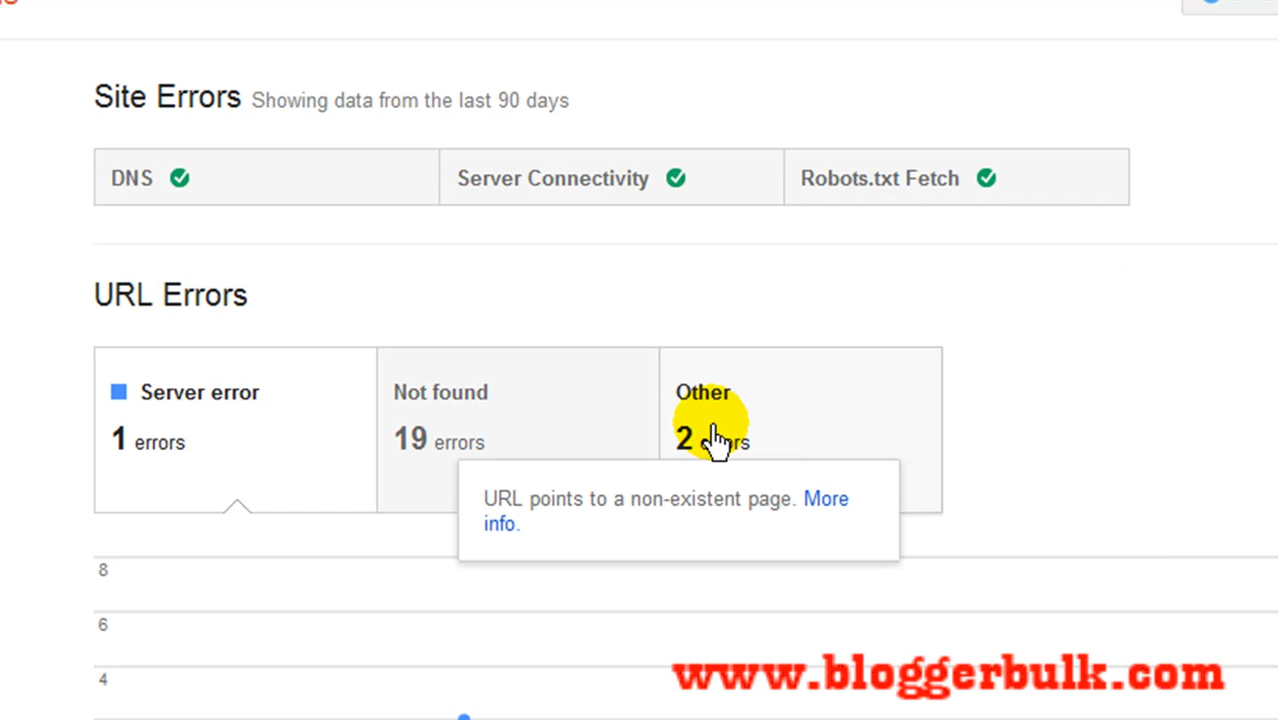 Site Errors Showing data from the last 90 days
DNS
Server Connectivity
Robots.txt Fetch
URL Errors
Server error
1 errors
Not found
19 errors
Other
2
URL points to a non-existent page. More
info.
8
6
4
www.bloggerbulk.com